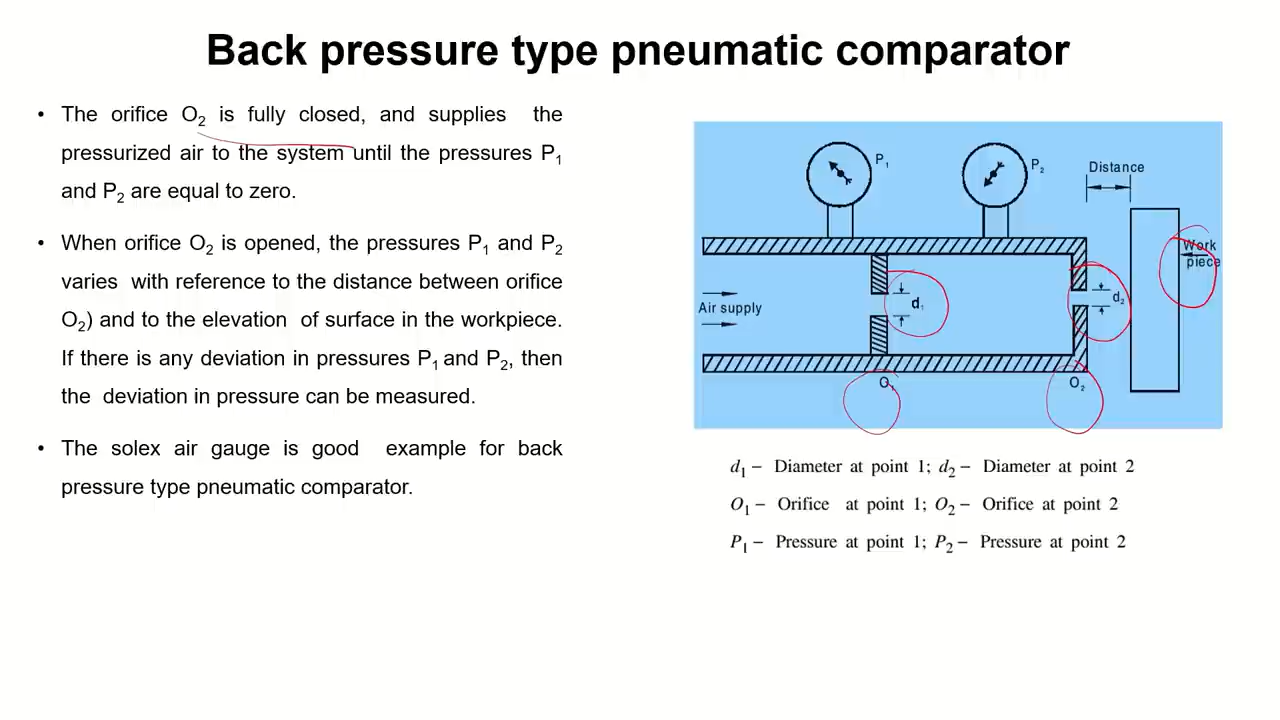 Back pressure type pneumatic comparator
• The orifice O2 is fully closed, and supplies the
pressurized air to the system until the pressures P1
and P2 are equal to zero.
• When orifice O2 is opened, the pressures P1 and P2
varies with reference to the distance between orifice
O2) and to the elevation of surface in the workpiece.
If there is any deviation in pressures P1 and P2, then
the deviation in pressure can be measured.
• The solex air gauge is good example for back
pressure type pneumatic comparator.
P1
P2
Distance
Work
piece
Air supply
d1
d2
O1
O2
d1 – Diameter at point 1; d2 – Diameter at point 2
O1 – Orifice at point 1; O2 – Orifice at point 2
P1 – Pressure at point 1; P2 – Pressure at point 2